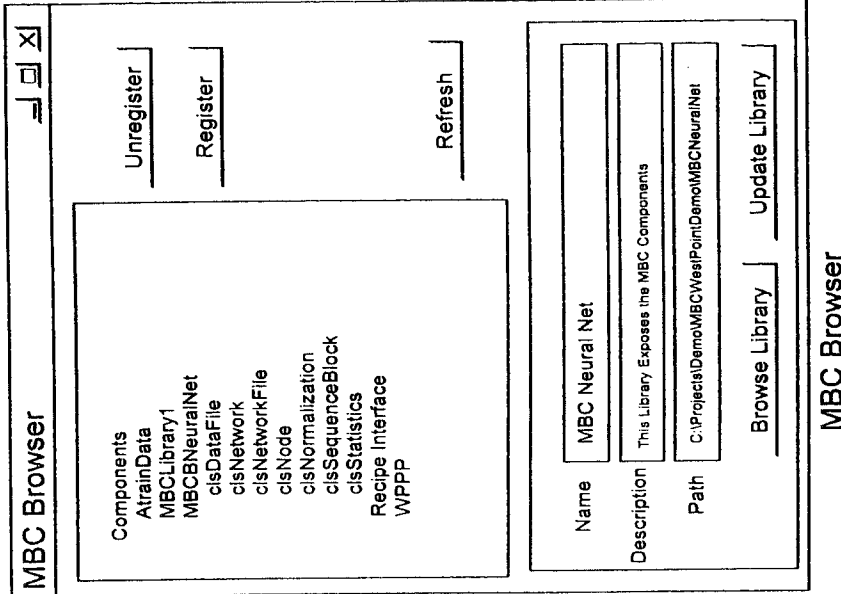 MBC Browser
Components
AtrainData
MBCLibrary1
MBCBNeuralNet
clsDataFile
clsNetwork
clsNetworkFile
clsNode
clsNormalization
clsSequenceBlock
clsStatistics
Recipe Interface
WPPP
Unregister
Register
Refresh
Name MBC Neural Net
Description This Library Exposes the MBC Components
Path C:\Projects\Demo\MBCWestPointDemo\MBCNeuralNet
Browse Library Update Library
MBC Browser